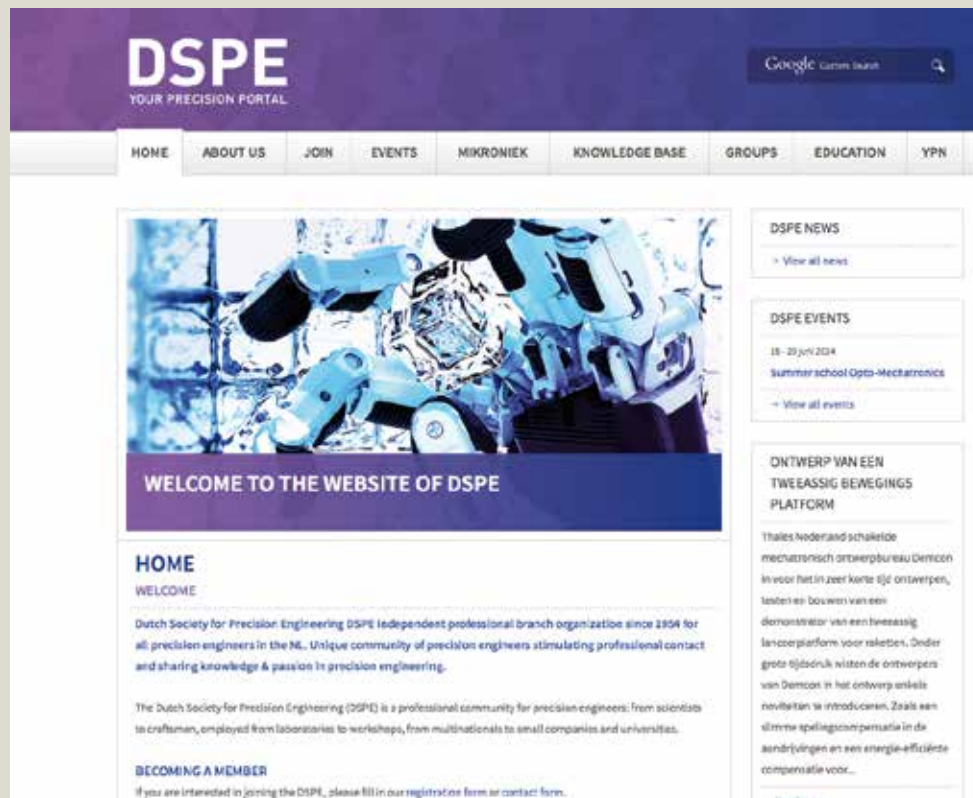 DSPE
YOUR PRECISION PORTAL
Google Custom Search
HOME ABOUT US JOIN EVENTS MIKRONIEK KNOWLEDGE BASE GROUPS EDUCATION YPN
WELCOME TO THE WEBSITE OF DSPE
HOME
WELCOME
Dutch Society for Precision Engineering DSPE Independent professional branch organization since 1954 for
all precision engineers in the NL. Unique community of precision engineers stimulating professional contact
and sharing knowledge & passion in precision engineering.
The Dutch Society for Precision Engineering (DSPE) is a professional community for precision engineers: from scientists
to craftsmen, employed from laboratories to workshops, from multinationals to small companies and universities.
BECOMING A MEMBER
If you are interested in joining the DSPE, please fill in our registration form or contact form.
DSPE NEWS
View all news
DSPE EVENTS
juni 2014
Summer school Opto-Mechatronics
View all events
ONTWERP VAN EEN
TWEEASSIG BEWEGINGS
PLATFORM
Thales Nederland schakelde
mechatronisch ontwerpbureau Demcon
in voor het in zeer korte tijd ontwerpen,
testen en bouwen van een
demonstrator van een tweeassig
lanceerplatform voor raketten. Onder
grote tijdsdruk wisten de ontwerpers
van Demcon in het ontwerp enkele
noviteiten te introduceren. Zoals een
slimme spelingscompensatie in de
aandrijvingen en een energie-efficiënte
compensatie voor...